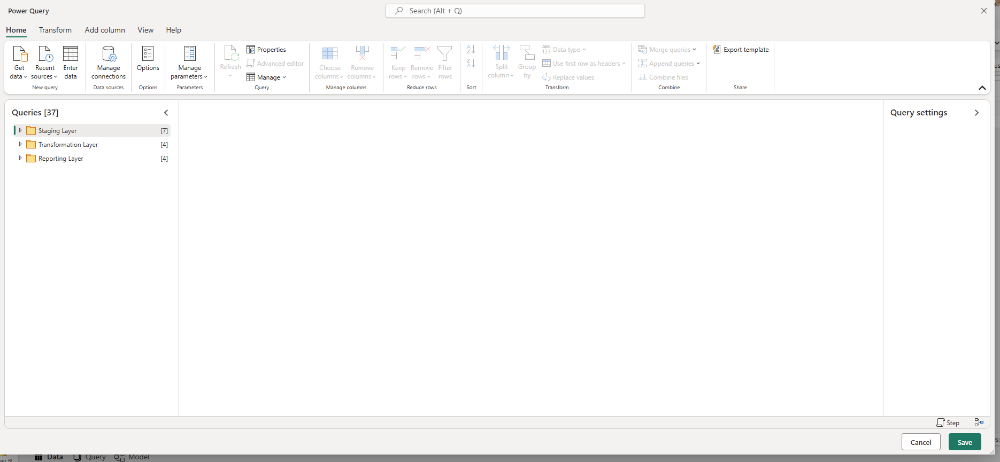 Power Query
Search (Alt + Q)
Home Transform Add column View Help
Get data
Recent sources
Enter data
New query
Manage connections
Data sources
Options
Options
Manage parameters
Parameters
Refresh
Properties
Advanced editor
Manage
Query
Choose columns
Remove columns
Manage columns
Keep rows
Remove rows
Filter rows
Reduce rows
A
Z
Z
A
Sort
Split column
Group by
ABC
123
Data type
Use first row as headers
1
2
Replace values
Transform
Merge queries
Append queries
Combine files
Combine
Export template
Share
Queries [37]
Staging Layer [7]
Transformation Layer [4]
Reporting Layer [4]
Query settings
Step
Cancel Save
Data Query Model